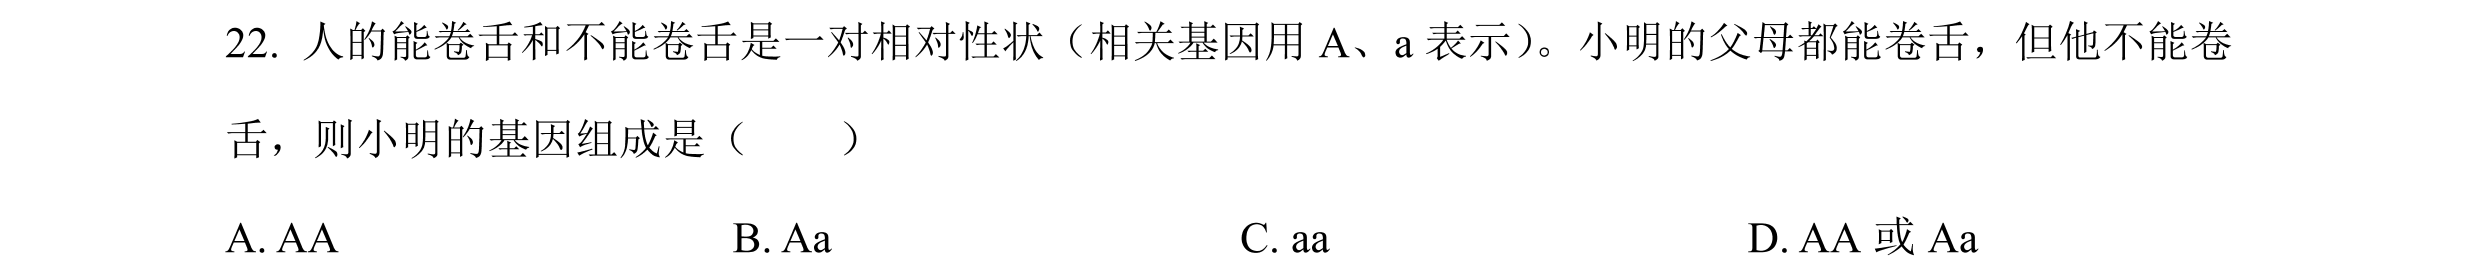 22. 人的能卷舌和不能卷舌是一对相对性状（相关基因用 A、a 表示）。小明的父母都能卷舌，但他不能卷
舌，则小明的基因组成是（　　）
A. AA B. Aa C. aa D. AA 或 Aa